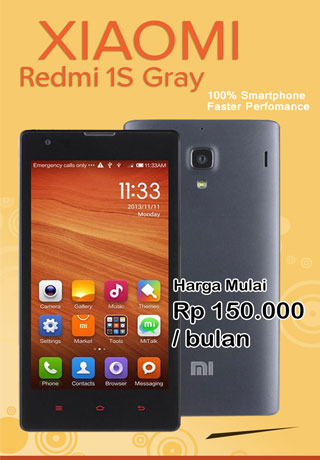 XIAOMI
Redmi 1S Gray
100% Smartphone
Faster Perfomance
Emergency calls only ... 11:33AM
11:33
2013/11/11
Monday
Camera Gallery Music Themes
Settings Market Tools MiTalk
Phone Contacts Browser Messaging
Harga Mulai
Rp 150.000
/ bulan
mi